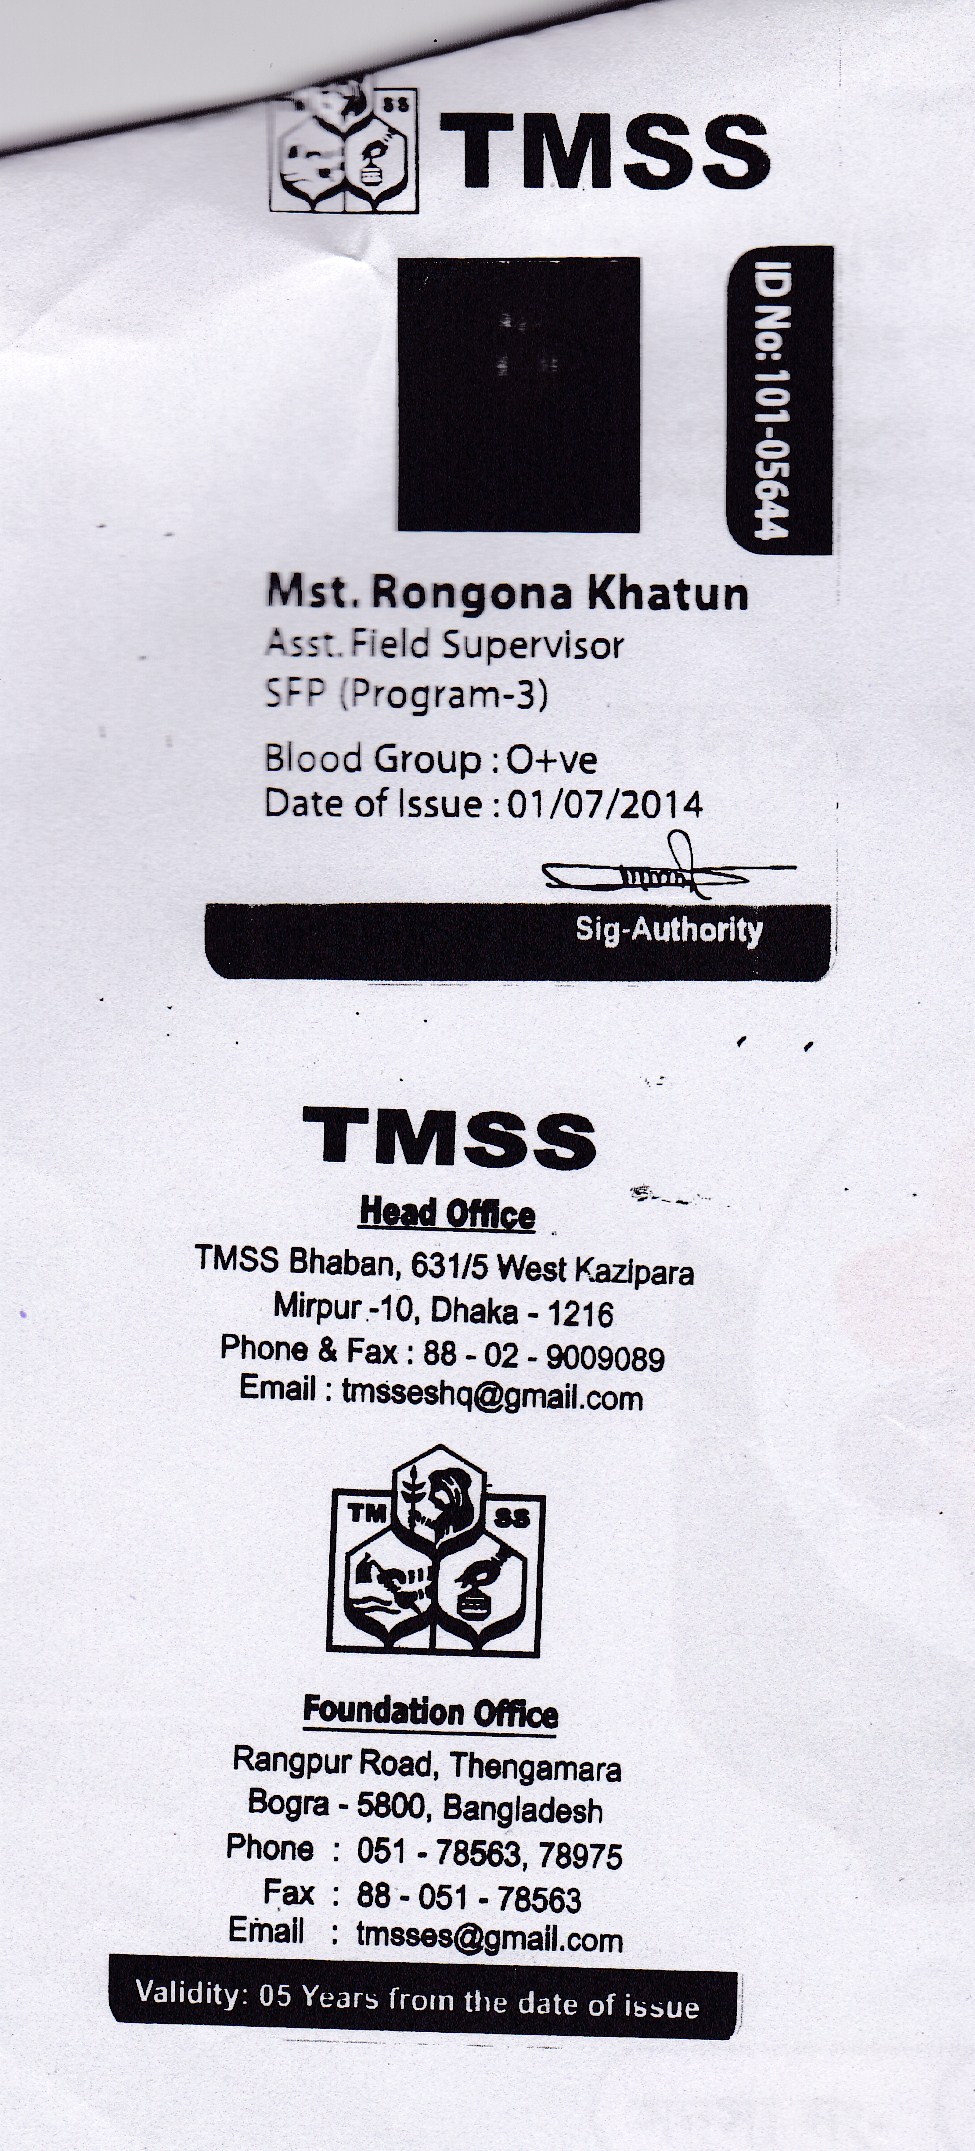 SS
TMSS
ID No: 101-05644
Mst. Rongona Khatun
Asst. Field Supervisor
SFP (Program-3)
Blood Group : O+ve
Date of Issue : 01/07/2014
Sig-Authority
TMSS
Head Office
TMSS Bhaban, 631/5 West Kazipara
Mirpur-10, Dhaka - 1216
Phone & Fax : 88 - 02 - 9009089
Email : tmsseshq@gmail.com
TM SS
Foundation Office
Rangpur Road, Thengamara
Bogra - 5800, Bangladesh
Phone : 051 - 78563, 78975
Fax : 88 - 051 - 78563
Email : tmsses@gmail.com
Validity: 05 Years from the date of issue